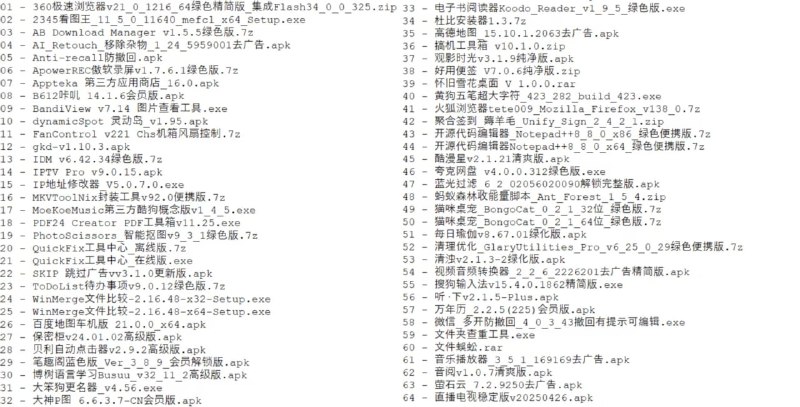 01 - 360极速浏览器v21_0_1216_64绿色精简版_集成Flash34_0_0_325.zip
02 - 2345看图王_11_5_0_11640_mefcl_x64_Setup.exe
03 - AB Download Manager v1.5.5绿色版.7z
04 - AI_Retouch_移除杂物_1_24_5959001去广告.apk
05 - Anti-recall防撤回.apk
06 - ApowerREC傲软录屏v1.7.6.1绿色版.7z
07 - Appteka 第三方应用商店_16.0.apk
08 - B612咔叽 14.1.6会员版.apk
09 - BandiView v7.14 图片查看工具.exe
10 - dynamicSpot 灵动岛_v1.95.apk
11 - FanControl v221 Chs机箱风扇控制.7z
12 - gkd-v1.10.3.apk
13 - IDM v6.42.34绿色版.7z
14 - IPTV Pro v9.0.15.apk
15 - IP地址修改器 V5.0.7.0.exe
16 - MKVToolNix封装工具v92.0便携版.7z
17 - MoeKoeMusic第三方酷狗概念版v1_4_5.exe
18 - PDF24 Creator PDF工具箱v11.25.exe
19 - PhotoScissors_智能抠图v9_3_1绿色版.7z
20 - QuickFix工具中心_离线版.7z
21 - QuickFix工具中心_在线版.exe
22 - SKIP 跳过广告vv3.1.0更新版.apk
23 - ToDoList待办事项v9.0.12绿色版.7z
24 - WinMerge文件比较-2.16.48-x32-Setup.exe
25 - WinMerge文件比较-2.16.48-x64-Setup.exe
26 - 百度地图车机版 21.0.0_x64.apk
27 - 保密柜v24.01.02高级版.apk
28 - 贝利自动点击器v2.9.2高级版.apk
29 - 笔趣阁蓝色版_Ver_3_8_9_会员解锁版.apk
30 - 博树语言学习Busuu_v32_11_2高级版.apk
31 - 大笨狗更名器_v4.56.exe
32 - 大神P图 6.6.3.7-CN会员版.apk
33 - 电子书阅读器Koodo_Reader_v1_9_5_绿色版.exe
34 - 杜比安装器1.3.7z
35 - 高德地图 15.10.1.2063去广告.apk
36 - 搞机工具箱 v10.1.0.zip
37 - 观影时光v3.1.9纯净版.apk
38 - 好用便签 V7.0.6纯净版.zip
39 - 怀旧雪花桌面 V 1.0.0.rar
40 - 黄狗五笔超大字符_423_282_build_423.exe
41 - 火狐浏览器tete009_Mozilla_Firefox_v138_0.7z
42 - 聚合签到 薅羊毛_Unify_Sign_2_4_2_1.zip
43 - 开源代码编辑器_Notepad++8_8_0_x86_绿色便携版.7z
44 - 开源代码编辑器Notepad++8_8_0_x64_绿色便携版.7z
45 - 酷漫星v2.1.21清爽版.apk
46 - 夸克网盘 v4.0.0.312绿色版.exe
47 - 蓝光过滤_6_2_02056020090解锁完整版.apk
48 - 蚂蚁森林收能量脚本_Ant_Forest_1_5_4.zip
49 - 猫咪桌宠_BongoCat_0_2_1_32位_绿色版.7z
50 - 猫咪桌宠_BongoCat_0_2_1_64位_绿色版.7z
51 - 每日瑜伽v8.67.01绿化版.apk
52 - 清理优化_GlaryUtilities_Pro_v6_25_0_29绿色便携版.7z
53 - 清浊v2.1.3-2绿化版.apk
54 - 视频音频转换器_2_2_6_2226201去广告精简版.apk
55 - 搜狗输入法v15.4.0.1862精简版.exe
56 - 听·下v2.1.5-Plus.apk
57 - 万年历_2.2.5(225)会员版.apk
58 - 微信_多开防撤回_4_0_3_43撤回有提示可编辑.exe
59 - 文件夹查重工具.exe
60 - 文件蜈蚣.rar
61 - 音乐播放器_3_5_1_169169去广告.apk
62 - 音阅v1.0.7清爽版.apk
63 - 萤石云_7.2.9250去广告.apk
64 - 直播电视稳定版v20250426.apk